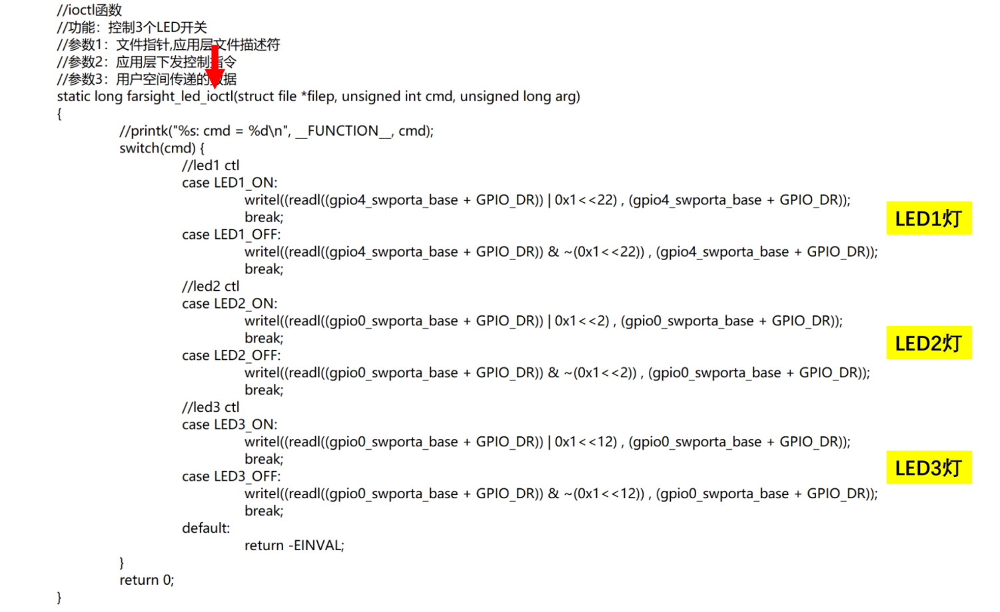 //ioctl函数
//功能：控制3个LED开关
//参数1：文件指针,应用层文件描述符
//参数2：应用层下发控制指令
//参数3：用户空间传递的数据
static long farsight_led_ioctl(struct file *filep, unsigned int cmd, unsigned long arg)
{
//printk("%s: cmd = %d\n", __FUNCTION__, cmd);
switch(cmd) {
//led1 ctl
case LED1_ON:
writel((readl((gpio4_swporta_base + GPIO_DR)) | 0x1<<22) , (gpio4_swporta_base + GPIO_DR));
break;
LED1灯
case LED1_OFF:
writel((readl((gpio4_swporta_base + GPIO_DR)) & ~(0x1<<22)) , (gpio4_swporta_base + GPIO_DR));
break;
//led2 ctl
case LED2_ON:
writel((readl((gpio0_swporta_base + GPIO_DR)) | 0x1<<2) , (gpio0_swporta_base + GPIO_DR));
break;
LED2灯
case LED2_OFF:
writel((readl((gpio0_swporta_base + GPIO_DR)) & ~(0x1<<2)) , (gpio0_swporta_base + GPIO_DR));
break;
//led3 ctl
case LED3_ON:
writel((readl((gpio0_swporta_base + GPIO_DR)) | 0x1<<12) , (gpio0_swporta_base + GPIO_DR));
break;
LED3灯
case LED3_OFF:
writel((readl((gpio0_swporta_base + GPIO_DR)) & ~(0x1<<12)) , (gpio0_swporta_base + GPIO_DR));
break;
default:
return -EINVAL;
}
return 0;
}